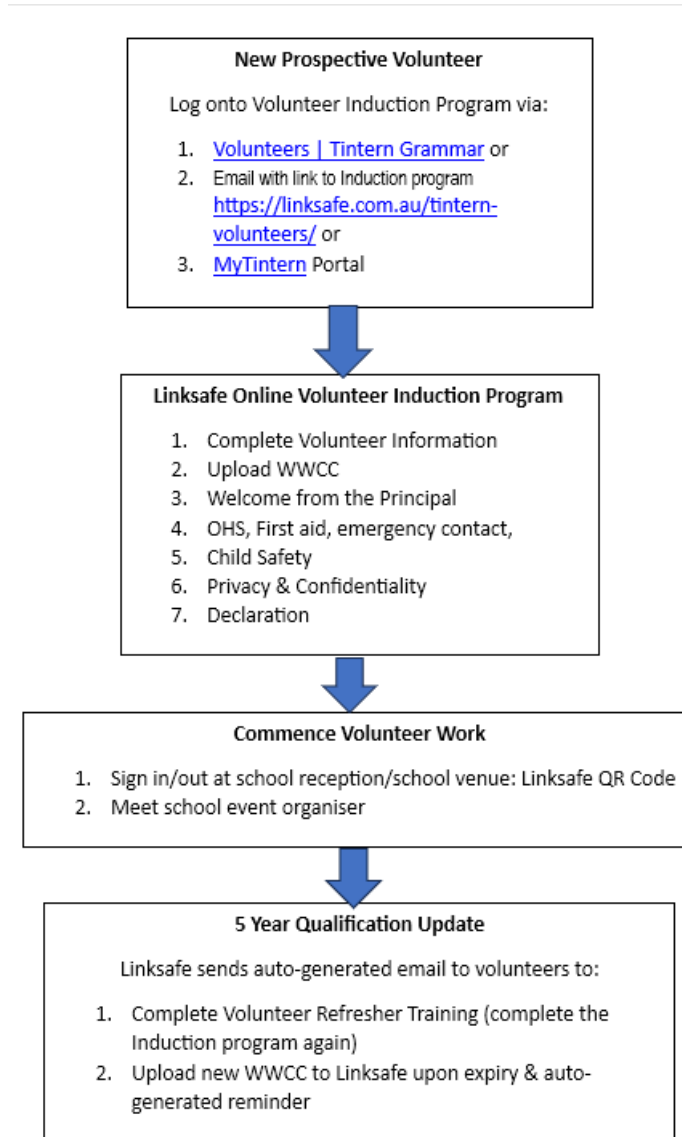 New Prospective Volunteer
Log onto Volunteer Induction Program via:
1. Volunteers | Tintern Grammar or
2. Email with link to Induction program
https://linksafe.com.au/tintern-
volunteers/ or
3. MyTintern Portal
Linksafe Online Volunteer Induction Program
1. Complete Volunteer Information
2. Upload WWCC
3. Welcome from the Principal
4. OHS, First aid, emergency contact,
5. Child Safety
6. Privacy & Confidentiality
7. Declaration
Commence Volunteer Work
1. Sign in/out at school reception/school venue: Linksafe QR Code
2. Meet school event organiser
5 Year Qualification Update
Linksafe sends auto-generated email to volunteers to:
1. Complete Volunteer Refresher Training (complete the
Induction program again)
2. Upload new WWCC to Linksafe upon expiry & auto-
generated reminder